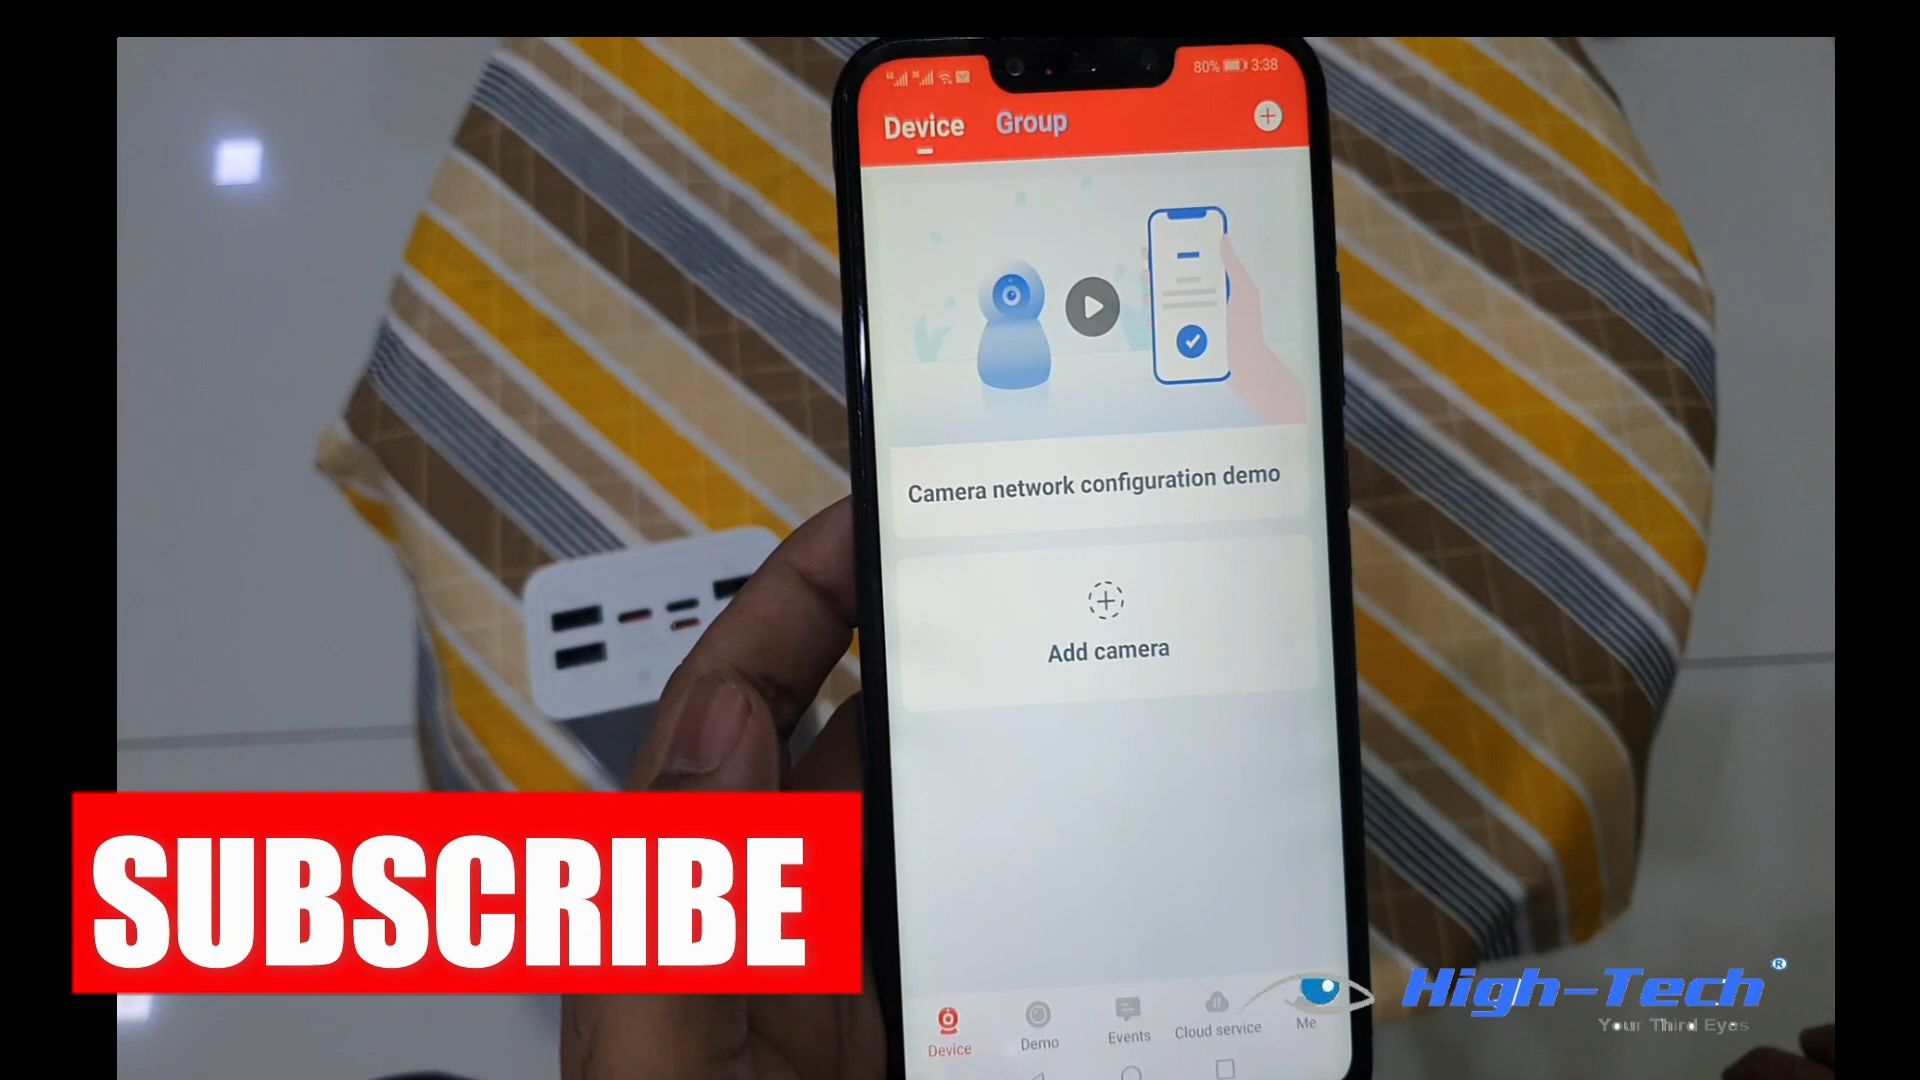 80% 3:38
Device Group
Camera network configuration demo
Add camera
SUBSCRIBE
High-Tech®
Your Third Eyes
Device Demo Events Cloud service Me